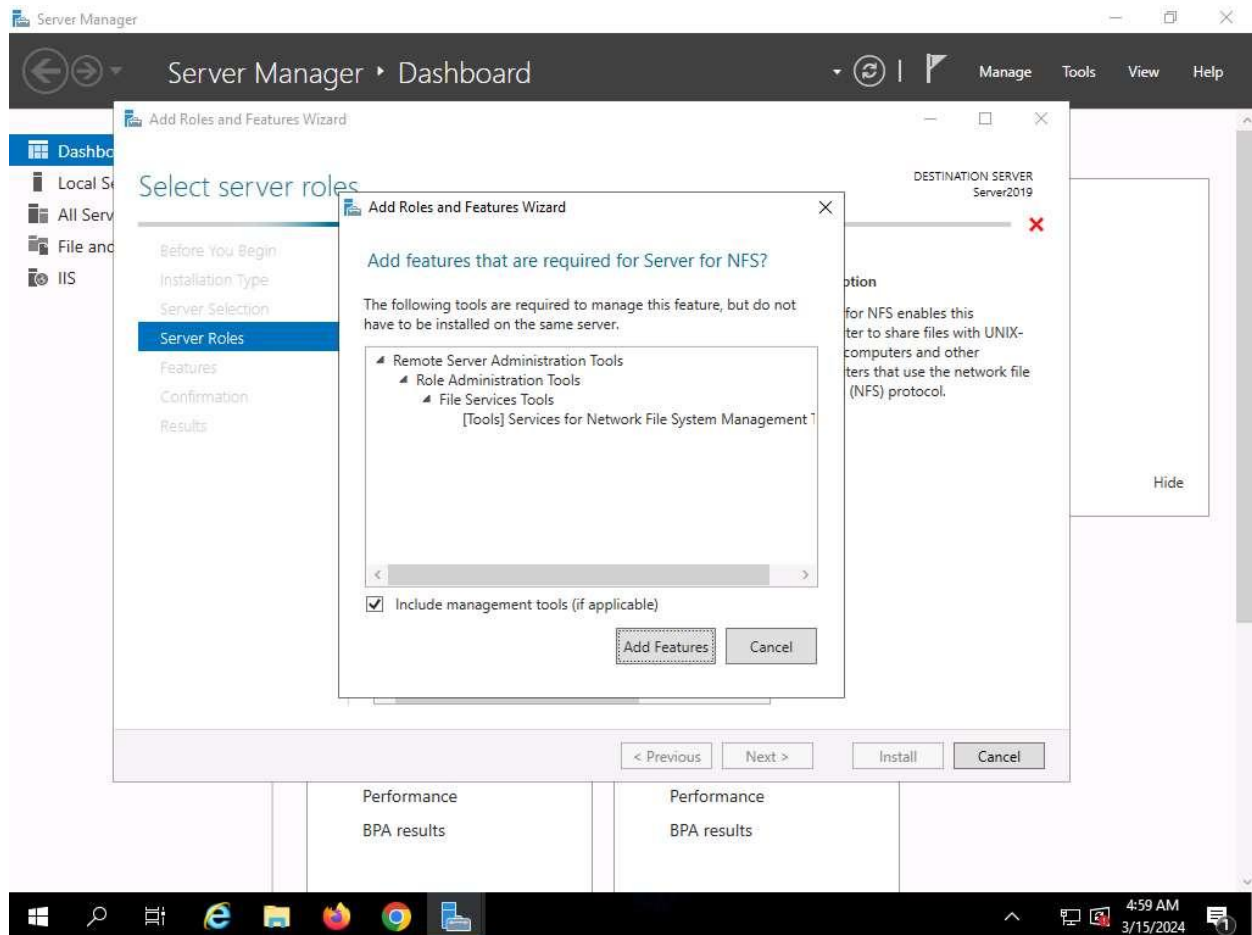 Server Manager
Server Manager ‣ Dashboard
Manage Tools View Help
Add Roles and Features Wizard
Dashbo
Local Se
All Serv
File and
IIS
Select server roles
DESTINATION SERVER
Server2019
Before You Begin
Installation Type
Server Selection
Server Roles
Features
Confirmation
Results
Add Roles and Features Wizard
Add features that are required for Server for NFS?
The following tools are required to manage this feature, but do not
have to be installed on the same server.
Remote Server Administration Tools
Role Administration Tools
File Services Tools
[Tools] Services for Network File System Management T
Include management tools (if applicable)
Add Features Cancel
ption
for NFS enables this
ter to share files with UNIX-
computers and other
ters that use the network file
(NFS) protocol.
Hide
< Previous Next > Install Cancel
Performance Performance
BPA results BPA results
4:59 AM
3/15/2024
1